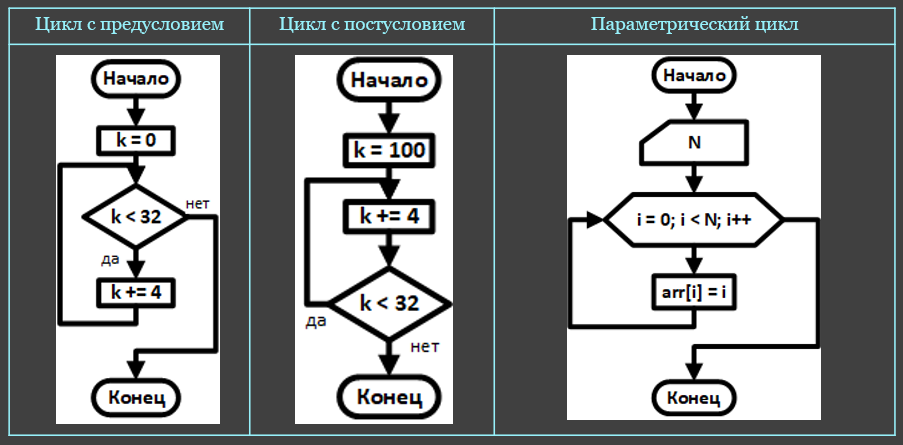 Цикл с предусловием
Цикл с постусловием
Параметрический цикл
Начало
k = 0
k < 32
нет
да
k += 4
Конец
Начало
k = 100
k += 4
k < 32
да
нет
Конец
Начало
N
i = 0; i < N; i++
arr[i] = i
Конец